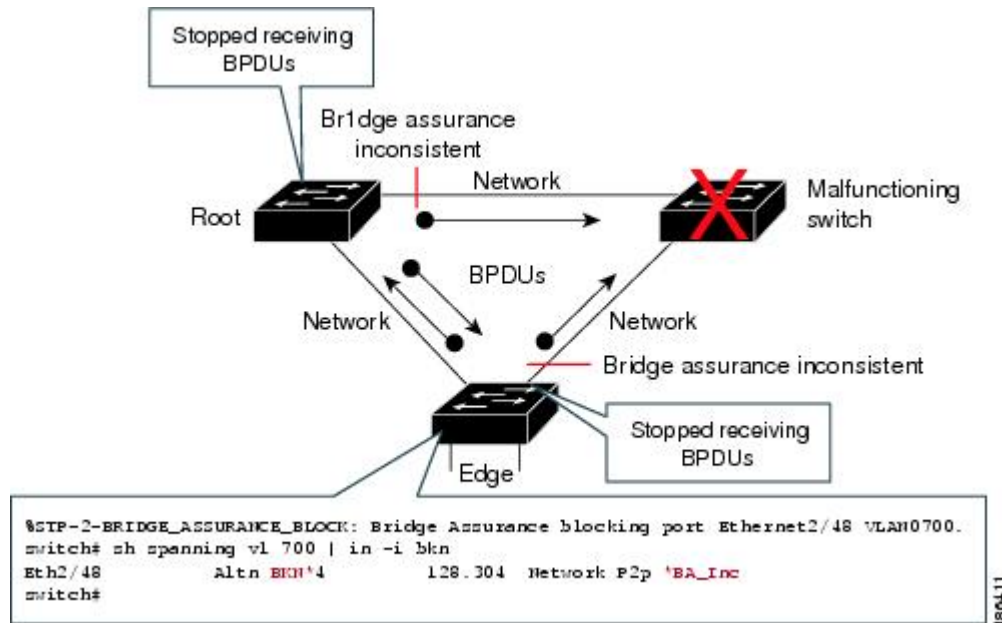 Stopped receiving
BPDUs
Br1dge assurance
inconsistent
Network
Root
Malfunctioning
switch
BPDUs
Network
Network
Bridge assurance inconsistent
Stopped receiving
BPDUs
Edge
%STP-2-BRIDGE_ASSURANCE_BLOCK: Bridge Assurance blocking port Ethernet2/48 VLAN0700.
switch# sh spanning vl 700 | in -i bkn
Eth2/48 Altn BKN*4 128.304 Network P2p *BA_Inc
switch#